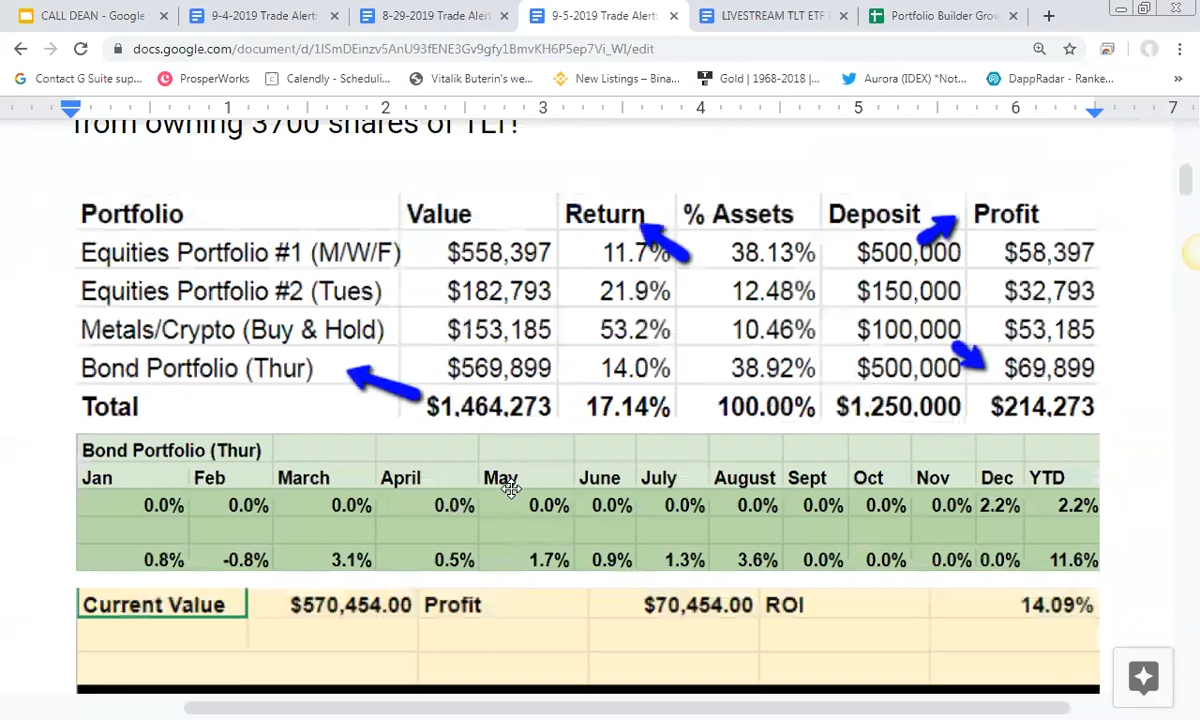 CALL DEAN - Google
9-4-2019 Trade Alert:
8-29-2019 Trade Aler
9-5-2019 Trade Alert:
LIVESTREAM TLT ETF
Portfolio Builder Grov
docs.google.com/document/d/1ISmDEinzv5AnU93fENE3Gv9gfy1BmvKH6P5ep7Vi_WI/edit
Contact G Suite sup...
ProsperWorks
Calendly - Scheduli...
Vitalik Buterin's we...
New Listings – Bina...
Gold | 1968-2018 |...
Aurora (IDEX) *Not...
DappRadar - Ranke...
»
1 2 3 4 5 6 7
from owning 3700 shares of TLT!
Portfolio Value Return % Assets Deposit Profit
Equities Portfolio #1 (M/W/F) $558,397 11.7% 38.13% $500,000 $58,397
Equities Portfolio #2 (Tues) $182,793 21.9% 12.48% $150,000 $32,793
Metals/Crypto (Buy & Hold) $153,185 53.2% 10.46% $100,000 $53,185
Bond Portfolio (Thur) $569,899 14.0% 38.92% $500,000 $69,899
Total $1,464,273 17.14% 100.00% $1,250,000 $214,273
Bond Portfolio (Thur)
Jan Feb March April May June July August Sept Oct Nov Dec YTD
0.0% 0.0% 0.0% 0.0% 0.0% 0.0% 0.0% 0.0% 0.0% 0.0% 0.0% 2.2% 2.2%
0.8% -0.8% 3.1% 0.5% 1.7% 0.9% 1.3% 3.6% 0.0% 0.0% 0.0% 0.0% 11.6%
Current Value $570,454.00 Profit $70,454.00 ROI 14.09%